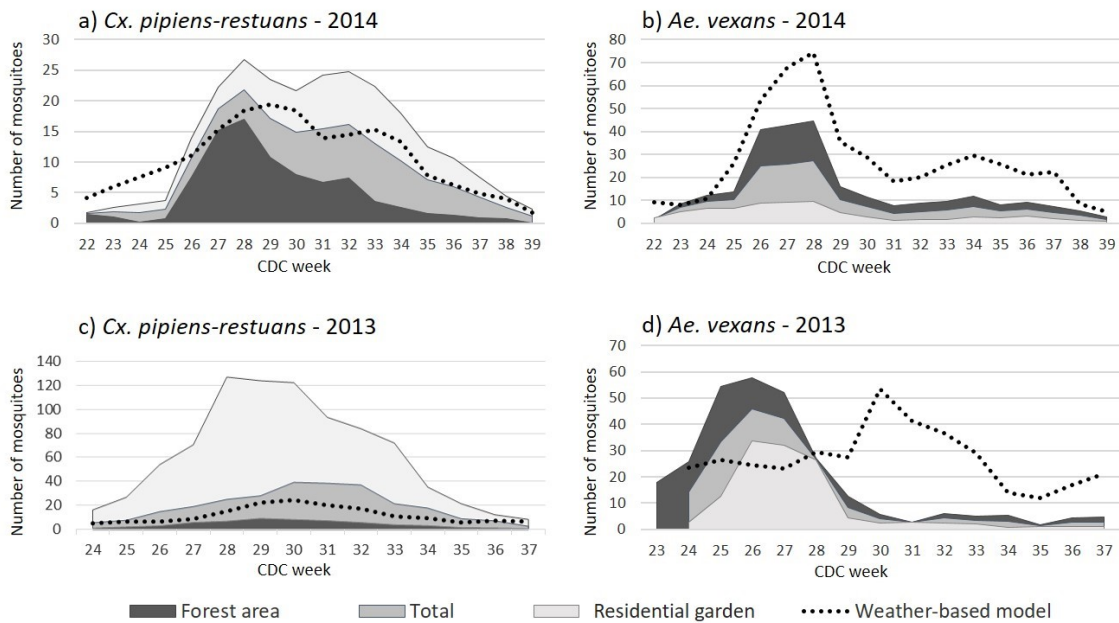 a) Cx. pipiens-restuans - 2014
Number of mosquitoes
30
25
20
15
10
5
0
22 23 24 25 26 27 28 29 30 31 32 33 34 35 36 37 38 39
CDC week
b) Ae. vexans - 2014
Number of mosquitoes
80
70
60
50
40
30
20
10
0
22 23 24 25 26 27 28 29 30 31 32 33 34 35 36 37 38 39
CDC week
c) Cx. pipiens-restuans - 2013
Number of mosquitoes
140
120
100
80
60
40
20
0
24 25 26 27 28 29 30 31 32 33 34 35 36 37
CDC week
d) Ae. vexans - 2013
Number of mosquitoes
70
60
50
40
30
20
10
0
23 24 25 26 27 28 29 30 31 32 33 34 35 36 37
CDC week
Forest area Total Residential garden Weather-based model